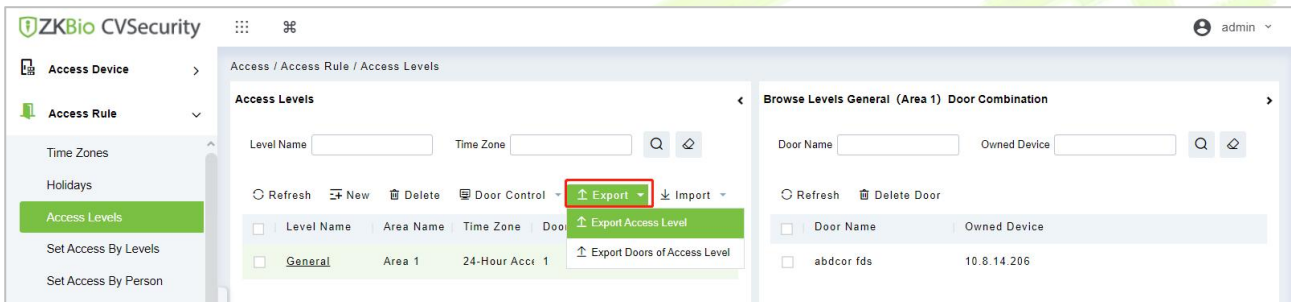 ZKBio CVSecurity
admin
Access Device
Access Rule
Time Zones
Holidays
Access Levels
Set Access By Levels
Set Access By Person
Access / Access Rule / Access Levels
Access Levels
Level Name Time Zone
Refresh New Delete Door Control Export Import
Level Name Area Name Time Zone Doo
General Area 1 24-Hour Acce 1
Export Access Level
Export Doors of Access Level
Browse Levels General (Area 1) Door Combination
Door Name Owned Device
Refresh Delete Door
Door Name Owned Device
abdcor fds 10.8.14.206